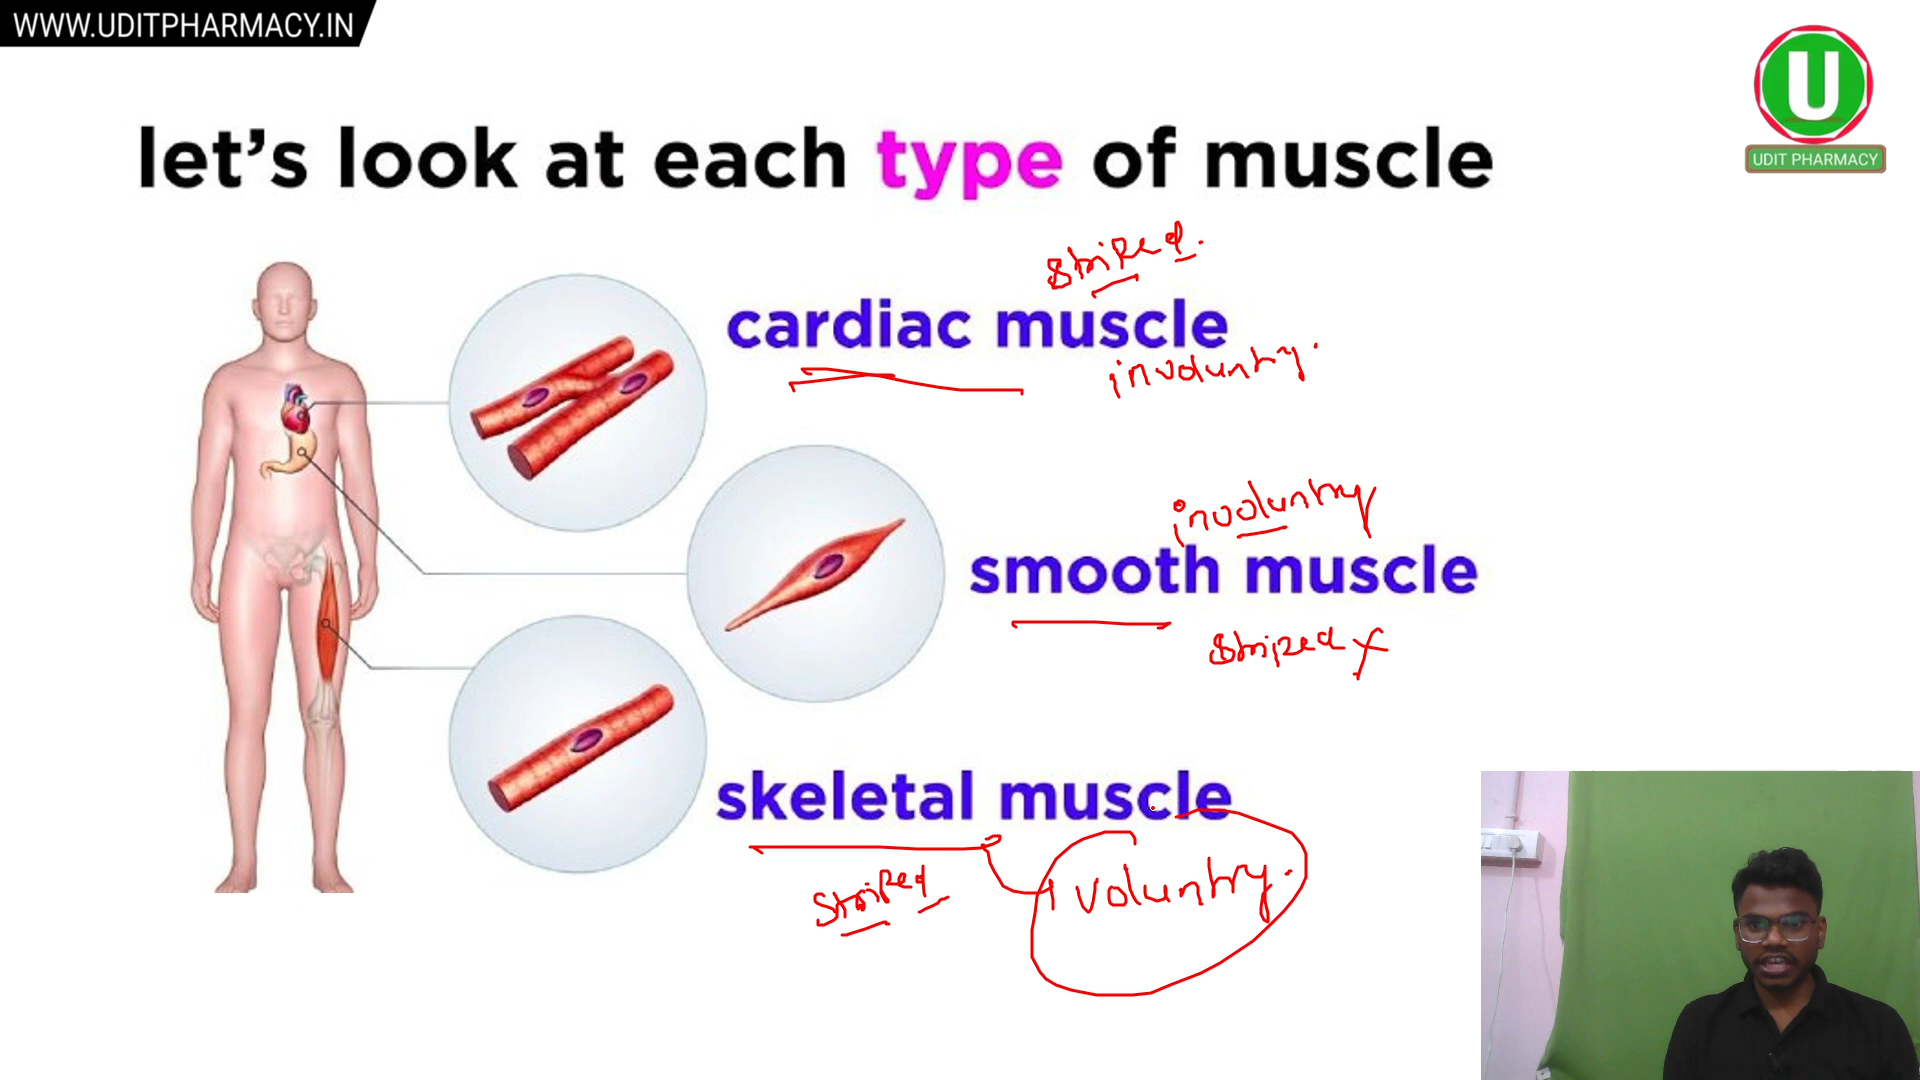 WWW.UDITPHARMACY.IN
U
UDIT PHARMACY
let's look at each type of muscle
Striped.
cardiac muscle
involuntry.
involuntry
smooth muscle
Striped X
skeletal muscle
Striped
voluntry.